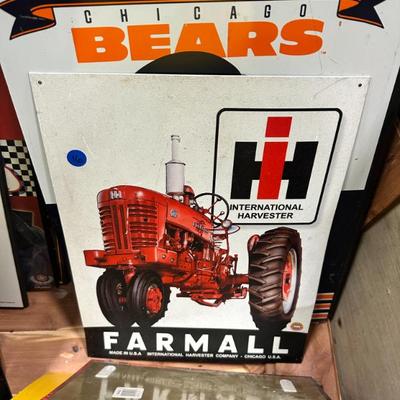 CHICAGO
BEARS
IH
INTERNATIONAL
HARVESTER
FARMALL
MADE IN U.S.A INTERNATIONAL HARVESTER COMPANY - CHICAGO U.S.A.